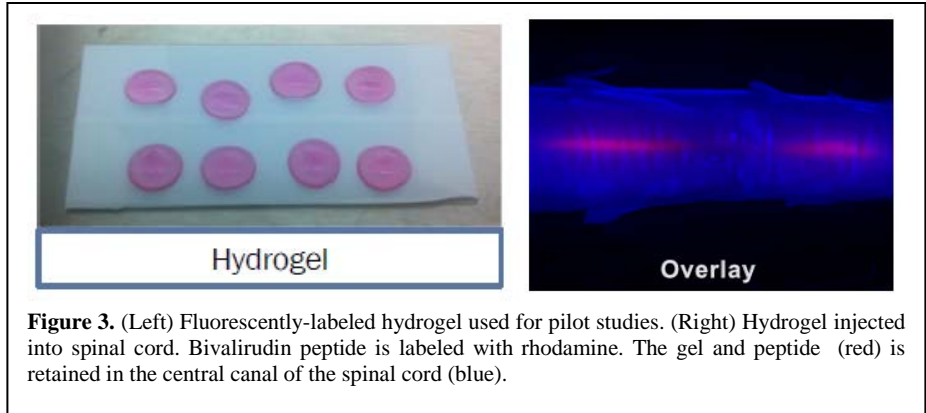 Hydrogel
Overlay
Figure 3. (Left) Fluorescently-labeled hydrogel used for pilot studies. (Right) Hydrogel injected
into spinal cord. Bivalirudin peptide is labeled with rhodamine. The gel and peptide (red) is
retained in the central canal of the spinal cord (blue).